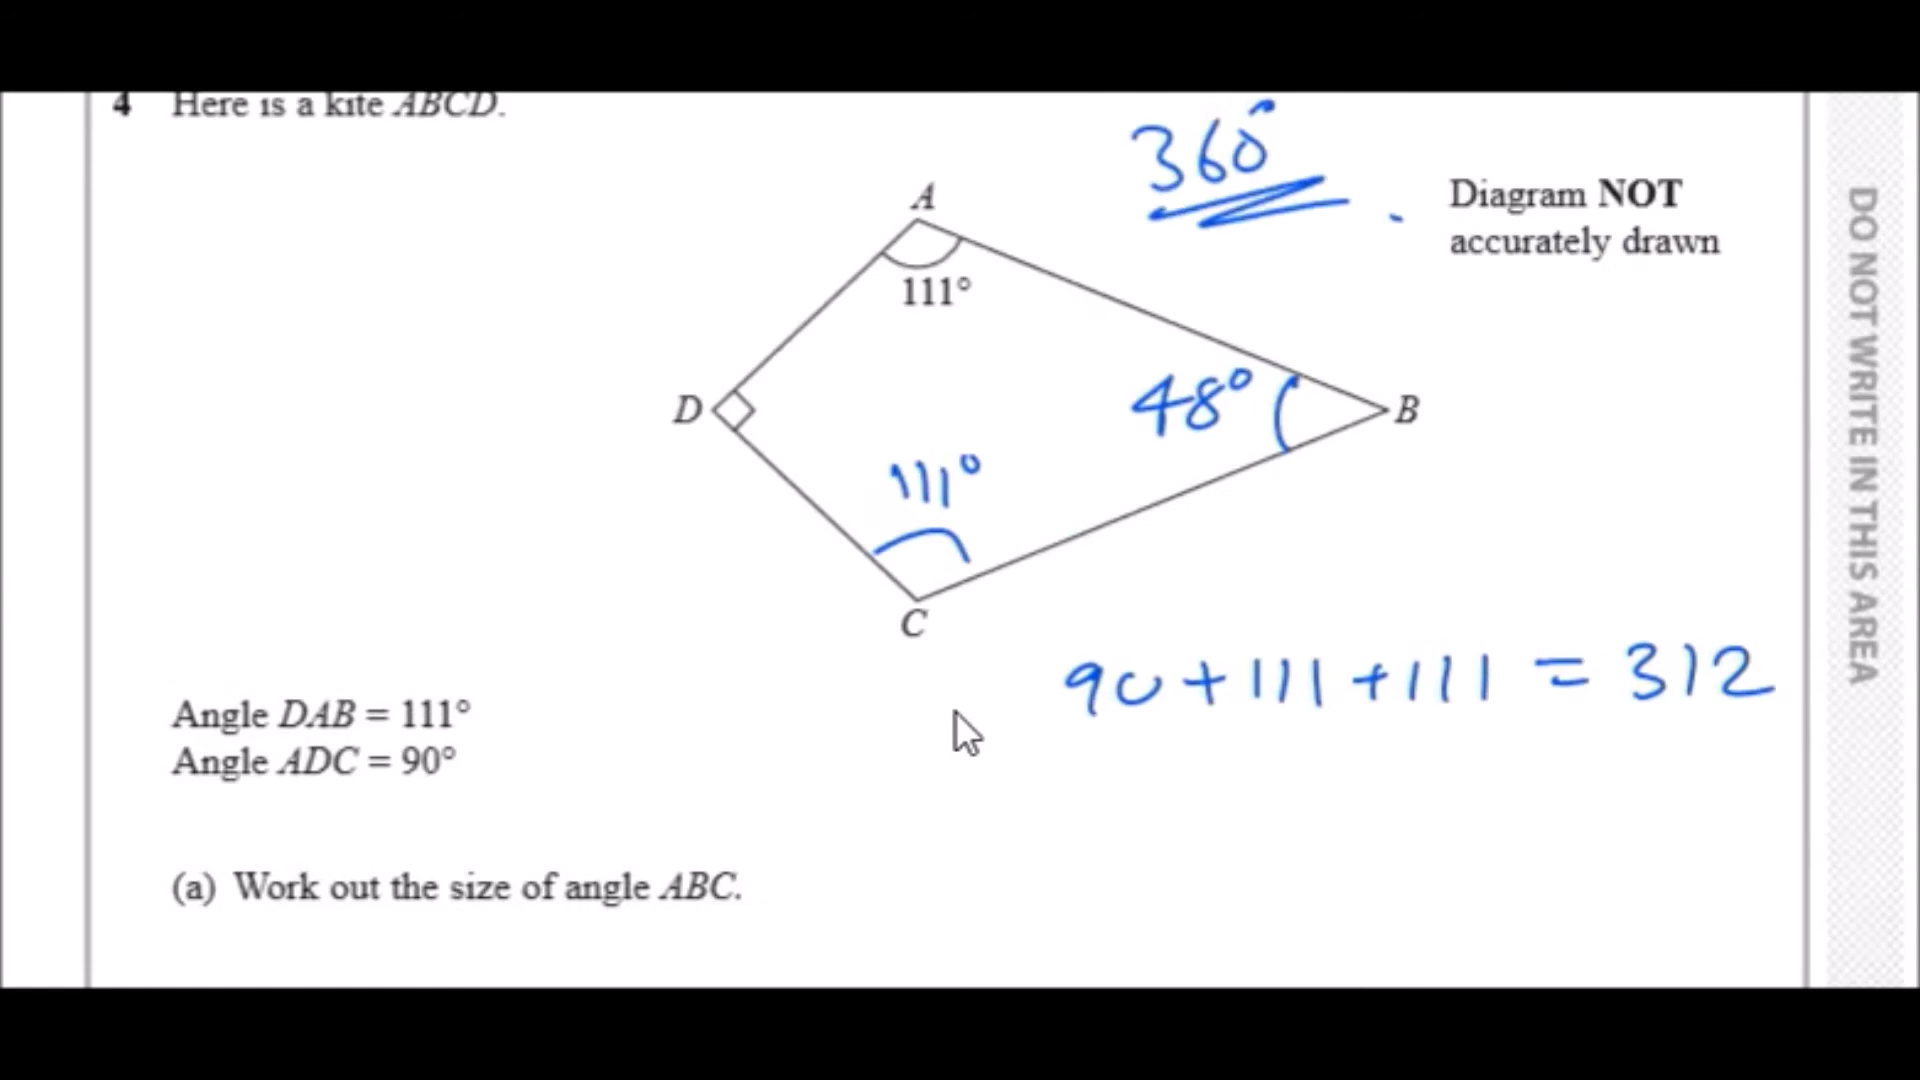 4 Here is a kite ABCD.
360°
Diagram NOT
accurately drawn
A
111°
D
48°
B
111°
C
90+111+111 = 312
Angle DAB = 111°
Angle ADC = 90°
(a) Work out the size of angle ABC.
DO NOT WRITE IN THIS AREA